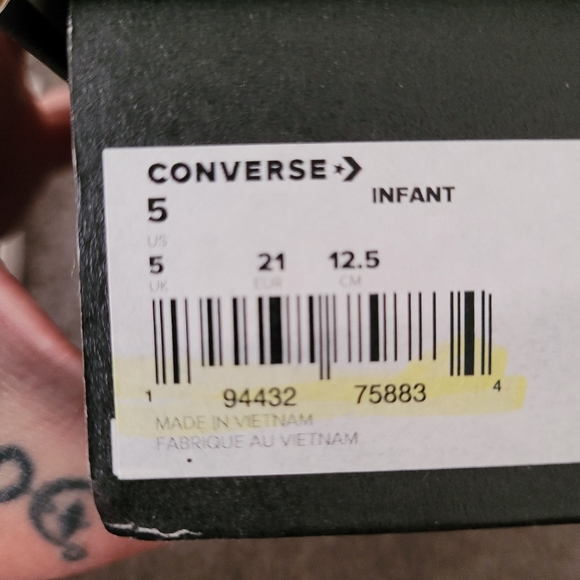 CONVERSE
5 INFANT
US
5 21 12.5
UK EUR CM
1 94432 75883 4
MADE IN VIETNAM
FABRIQUE AU VIETNAM